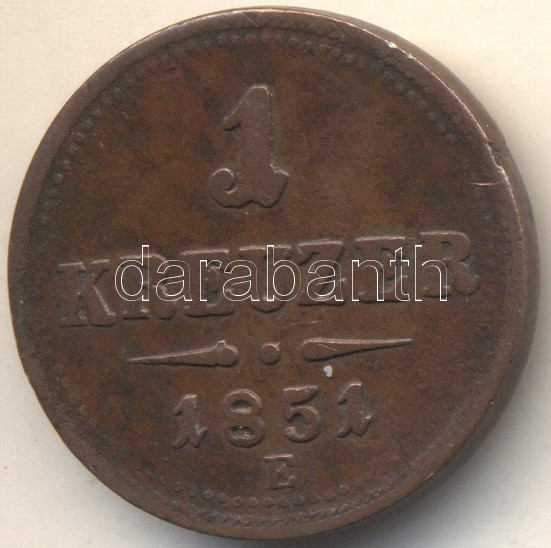 1
KREUZER
darabanth
1851
E